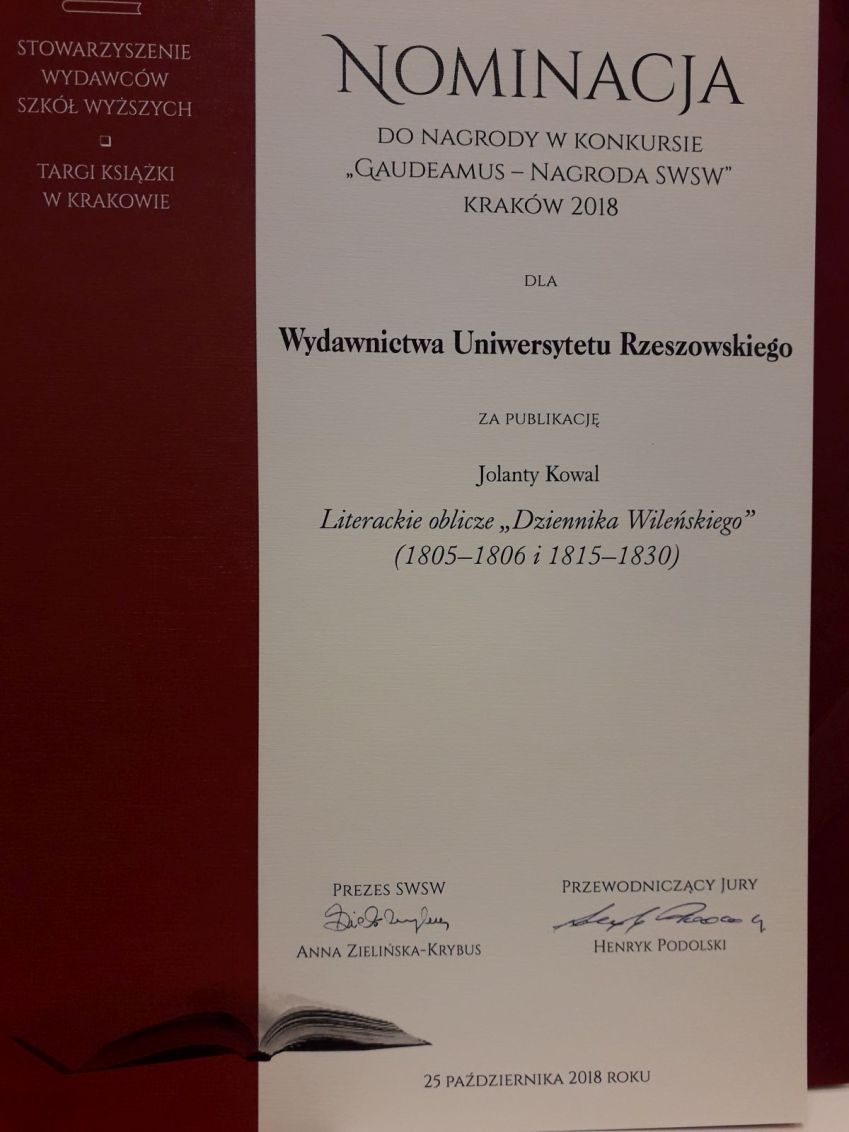 STOWARZYSZENIE
WYDAWCÓW
SZKÓŁ WYŻSZYCH
TARGI KSIĄŻKI
W KRAKOWIE
NOMINACJA
DO NAGRODY W KONKURSIE
„GAUDEAMUS – NAGRODA SWSW”
KRAKÓW 2018
DLA
Wydawnictwa Uniwersytetu Rzeszowskiego
ZA PUBLIKACJĘ
Jolanty Kowal
Literackie oblicze „Dziennika Wileńskiego”
(1805–1806 i 1815–1830)
PREZES SWSW
ANNA ZIELIŃSKA-KRYBUS
PRZEWODNICZĄCY JURY
HENRYK PODOLSKI
25 PAŹDZIERNIKA 2018 ROKU